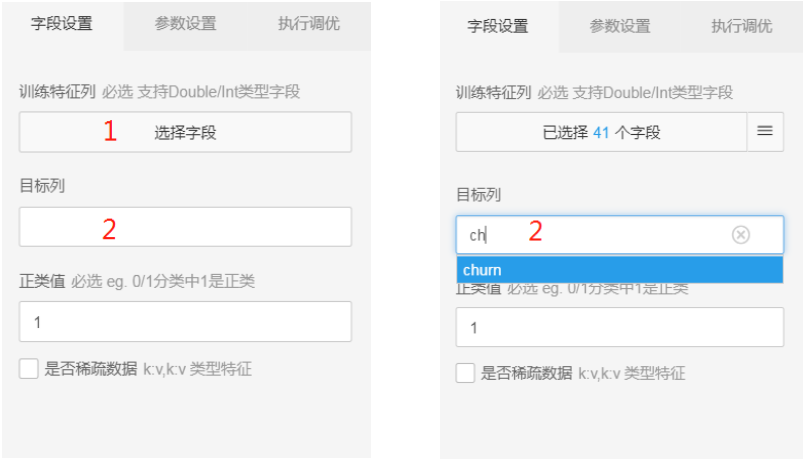 字段设置 参数设置 执行调优
训练特征列 必选 支持Double/Int类型字段
1 选择字段
目标列
2
正类值 必选 eg. 0/1分类中1是正类
1
是否稀疏数据 k:v,k:v 类型特征
字段设置 参数设置 执行调优
训练特征列 必选 支持Double/Int类型字段
已选择 41 个字段
目标列
ch 2
churn
正类值 必选 eg. 0/1分类中1是正类
1
是否稀疏数据 k:v,k:v 类型特征